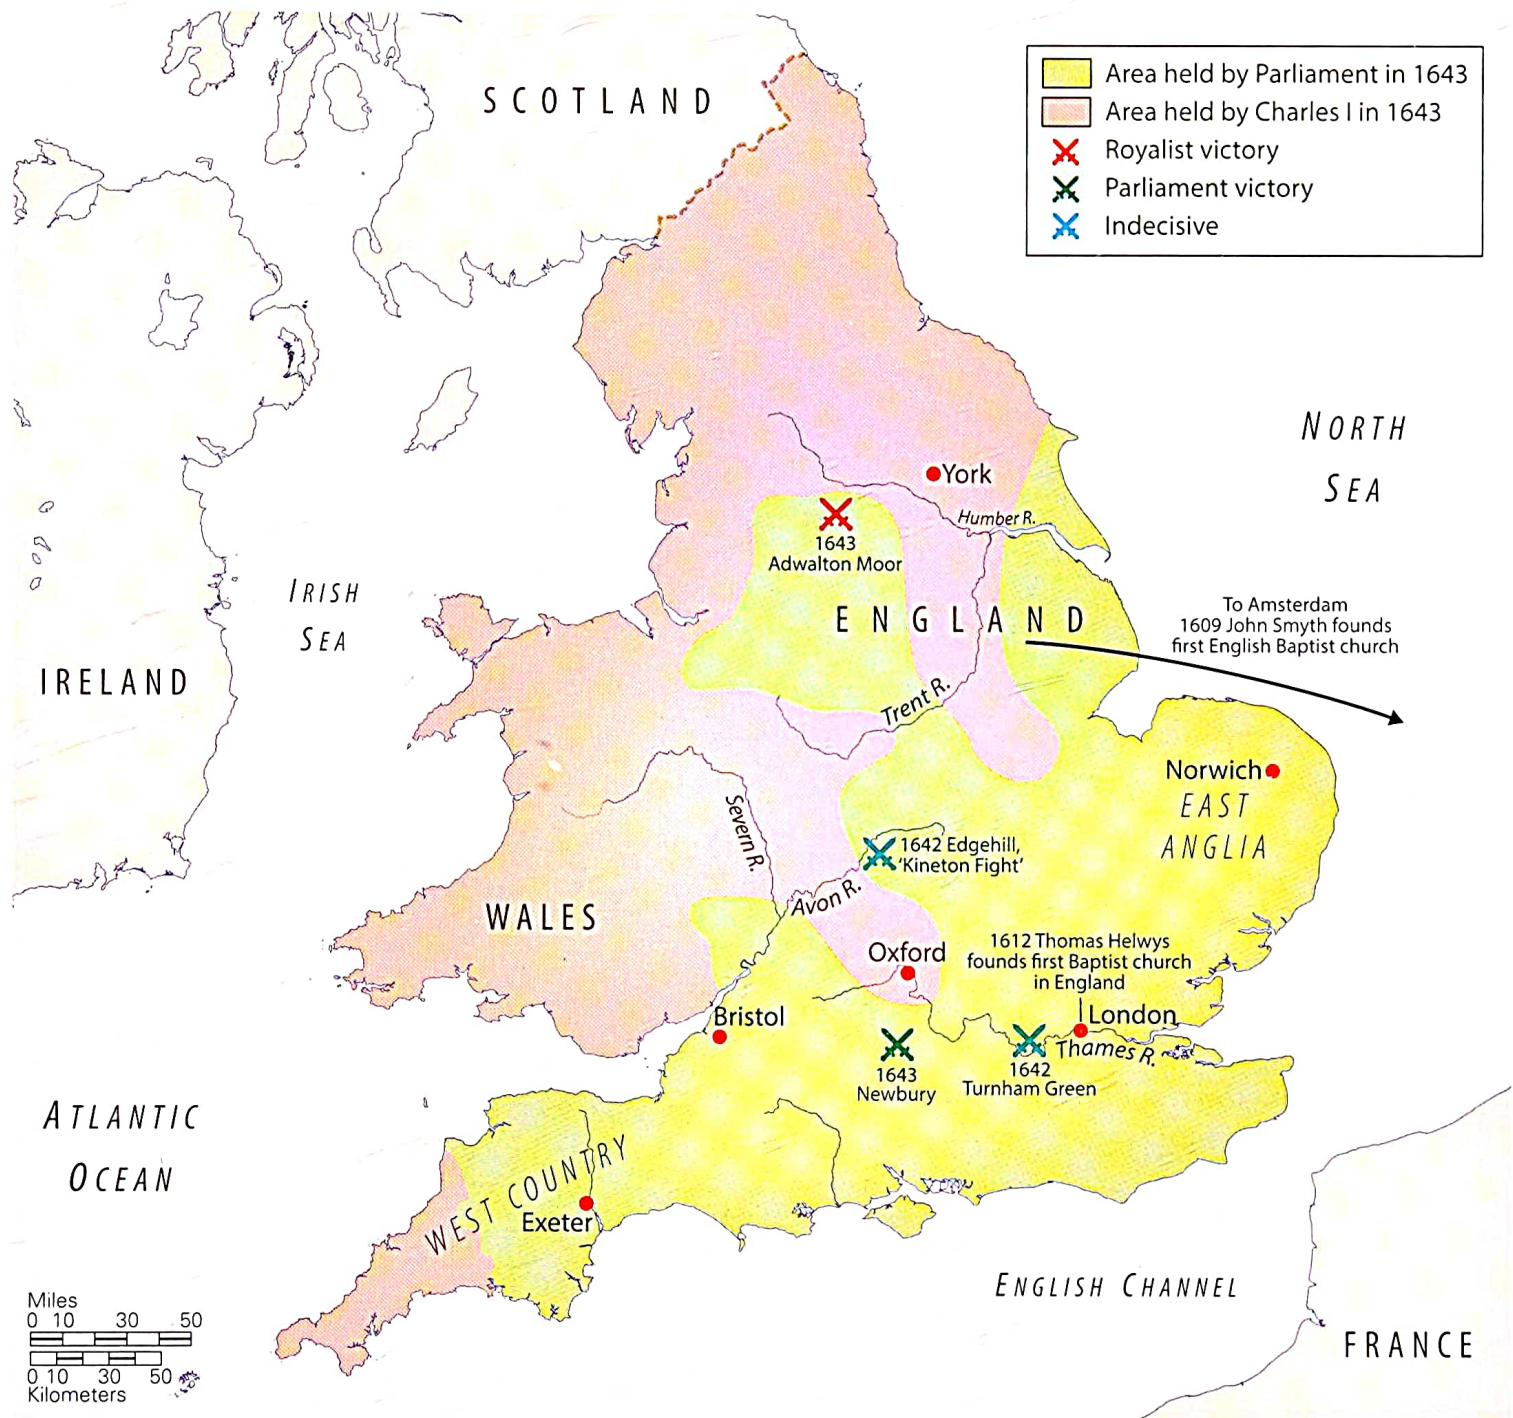 SCOTLAND
Area held by Parliament in 1643
Area held by Charles I in 1643
Royalist victory
Parliament victory
Indecisive
NORTH
SEA
York
Humber R.
1643
Adwalton Moor
IRISH
SEA
ENGLAND
To Amsterdam
1609 John Smyth founds
first English Baptist church
IRELAND
Trent R.
Norwich
EAST
ANGLIA
Severn R.
1642 Edgehill,
‘Kineton Fight’
Avon R.
WALES
Oxford
1612 Thomas Helwys
founds first Baptist church
in England
Bristol
London
Thames R.
1643
Newbury
1642
Turnham Green
ATLANTIC
OCEAN
WEST COUNTRY
Exeter
ENGLISH CHANNEL
FRANCE
Miles
0 10 30 50
0 10 30 50
Kilometers